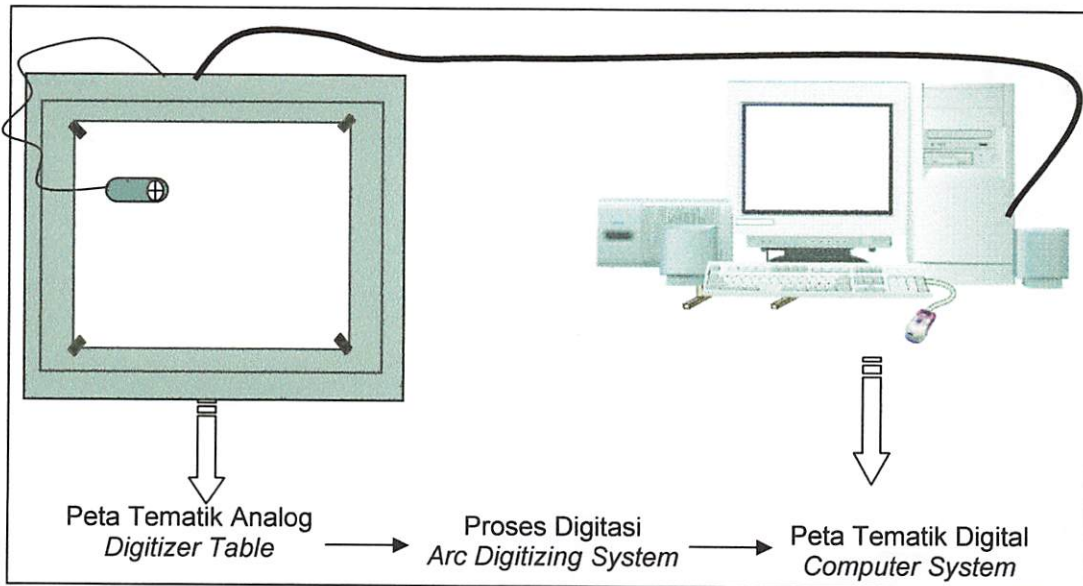 Peta Tematik Analog
Digitizer Table
Proses Digitasi
Arc Digitizing System
Peta Tematik Digital
Computer System